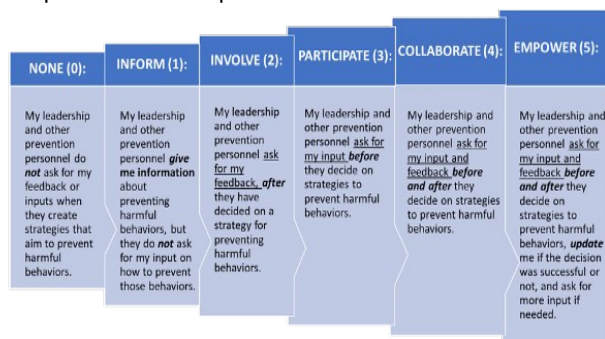 NONE (0):
My leadership
and other
prevention
personnel do
not ask for my
feedback or
inputs when
they create
strategies that
aim to prevent
harmful
behaviors.
INFORM (1):
My leadership
and other
prevention
personnel give
me information
about
preventing
harmful
behaviors, but
they do not ask
for my input on
how to prevent
those behaviors.
INVOLVE (2):
My leadership
and other
prevention
personnel ask
for my
feedback, after
they have
decided on a
strategy for
preventing
harmful
behaviors.
PARTICIPATE (3):
My leadership and
other prevention
personnel ask for
my input before
they decide on
strategies to
prevent harmful
behaviors.
COLLABORATE (4):
My leadership and
other prevention
personnel ask for
my input and
feedback before
and after they
decide on strategies
to prevent harmful
behaviors.
EMPOWER (5):
My leadership and
other prevention
personnel ask for my
input and feedback
before and after they
decide on
strategies to
prevent harmful
behaviors, update
me if the decision
was successful or
not, and ask for
more input if
needed.